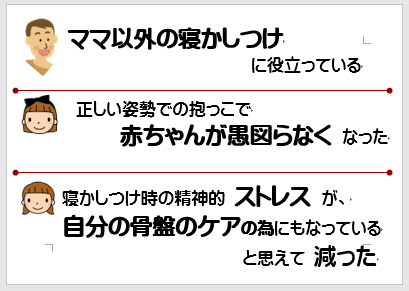 ママ以外の寝かしつけ
に役立っている
正しい姿勢での抱っこで
赤ちゃんが愚図らなく なった
寝かしつけ時の精神的 ストレス が、
自分の骨盤のケアの為にもなっている
と思えて 減った